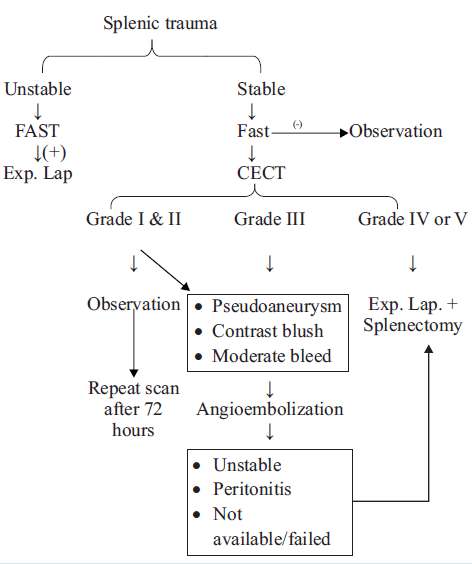 Splenic trauma
Unstable
Stable
FAST
Fast
(-)
Observation
(+)
Exp. Lap
CECT
Grade I & II
Grade III
Grade IV or V
Observation
• Pseudoaneurysm
• Contrast blush
• Moderate bleed
Exp. Lap. +
Splenectomy
Repeat scan
after 72
hours
Angioembolization
• Unstable
• Peritonitis
• Not
available/failed